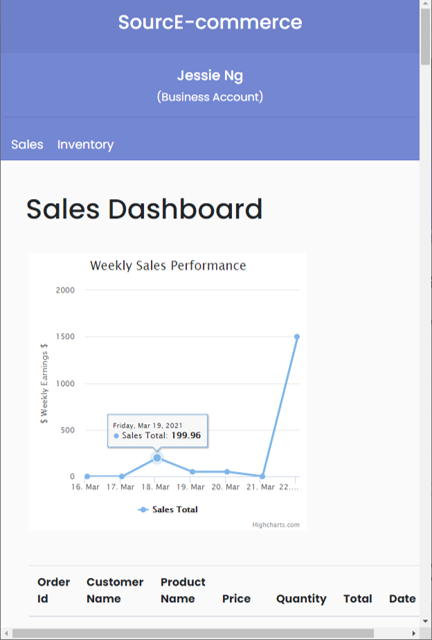 SourcE-commerce
Jessie Ng
(Business Account)
Sales Inventory
Sales Dashboard
Weekly Sales Performance
2000
1500
1000
500
0
$ Weekly Earnings $
Friday, Mar 19, 2021
Sales Total: 199.96
16. Mar 17. Mar 18. Mar 19. Mar 20. Mar 21. Mar 22.…
Sales Total
Highcharts.com
Order Id Customer Name Product Name Price Quantity Total Date